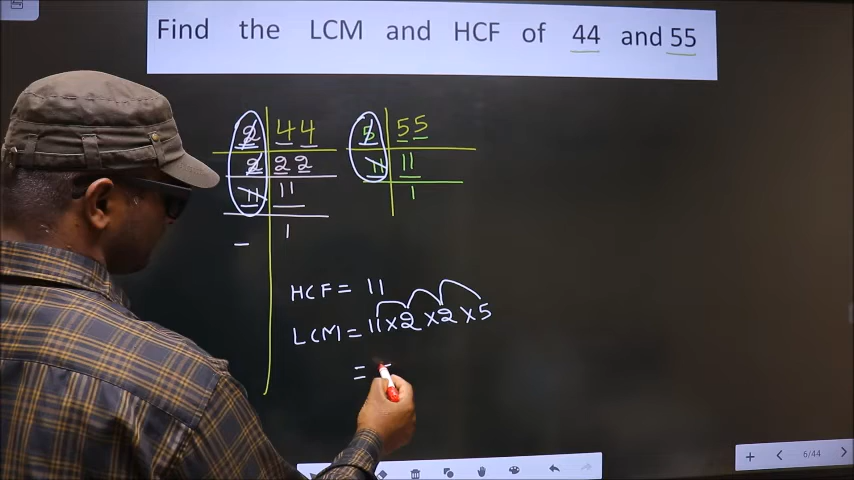 Find the LCM and HCF of 44 and 55
2 44 5 55
2 22 11 11
11 11 1
1
HCF = 11
LCM = 11 × 2 × 2 × 5
=
6/44